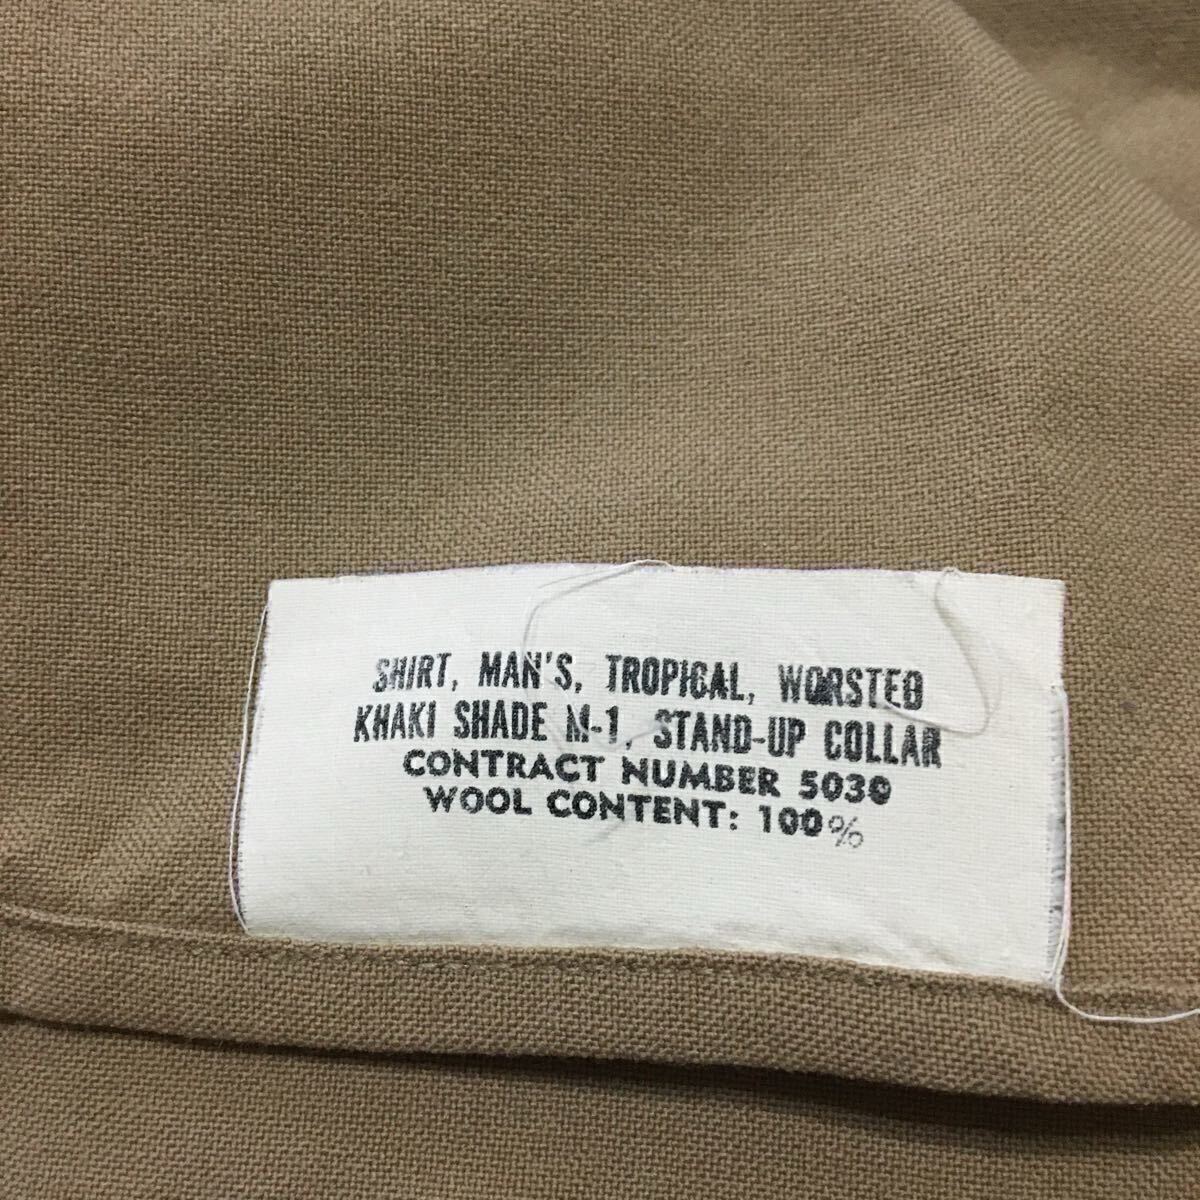 SHIRT, MAN'S, TROPICAL, WORSTED
KHAKI SHADE M-1, STAND-UP COLLAR
CONTRACT NUMBER 5030
WOOL CONTENT: 100%